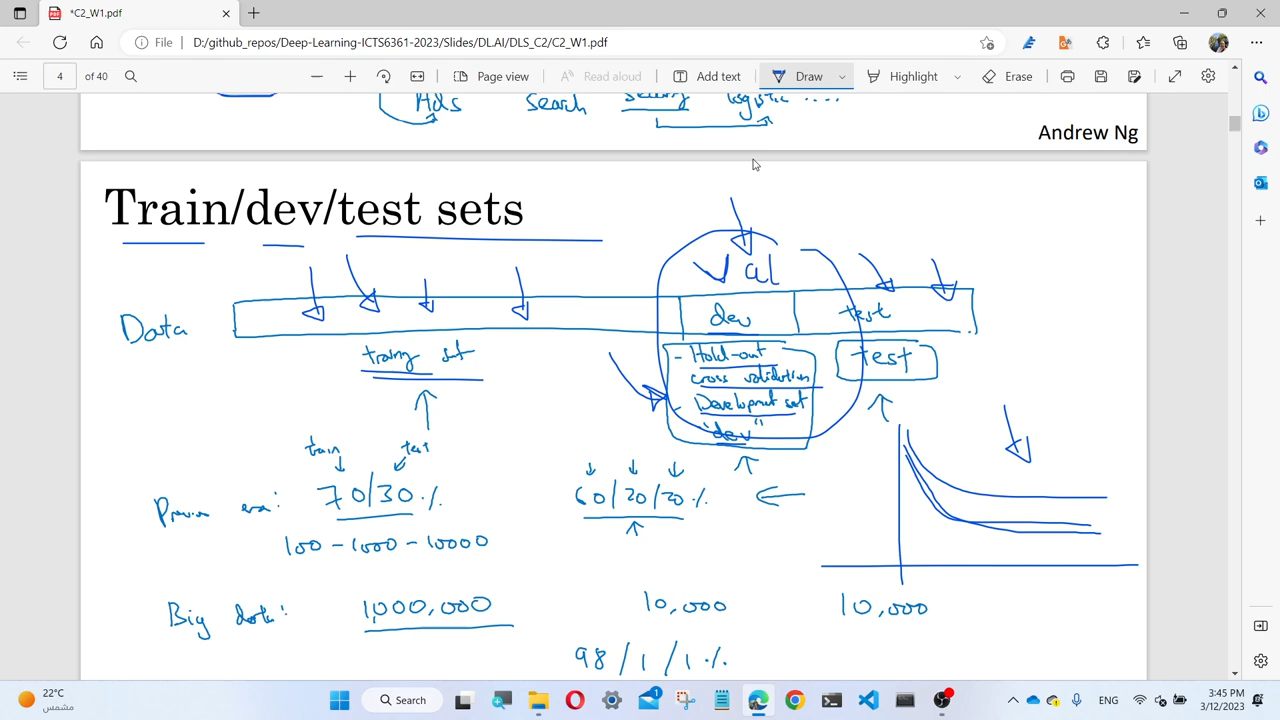 *C2_W1.pdf
File
D:/github_repos/Deep-Learning-ICTS6361-2023/Slides/DL.AI/DLS_C2/C2_W1.pdf
4
of 40
Page view
Read aloud
Add text
Draw
Highlight
Erase
Ads Search logistic ....
Andrew Ng
Train/dev/test sets
val
Data
dev
test
training set
- Hold-out
cross validation
- Development set
"dev"
test
train
test
70/30 %
60/20/20 %
100 - 1000 - 10000
Big data:
1,000,000
10,000
10,000
98 / 1 / 1 %
22°C
مشمس
Search
1
ENG
3:45 PM
3/12/2023